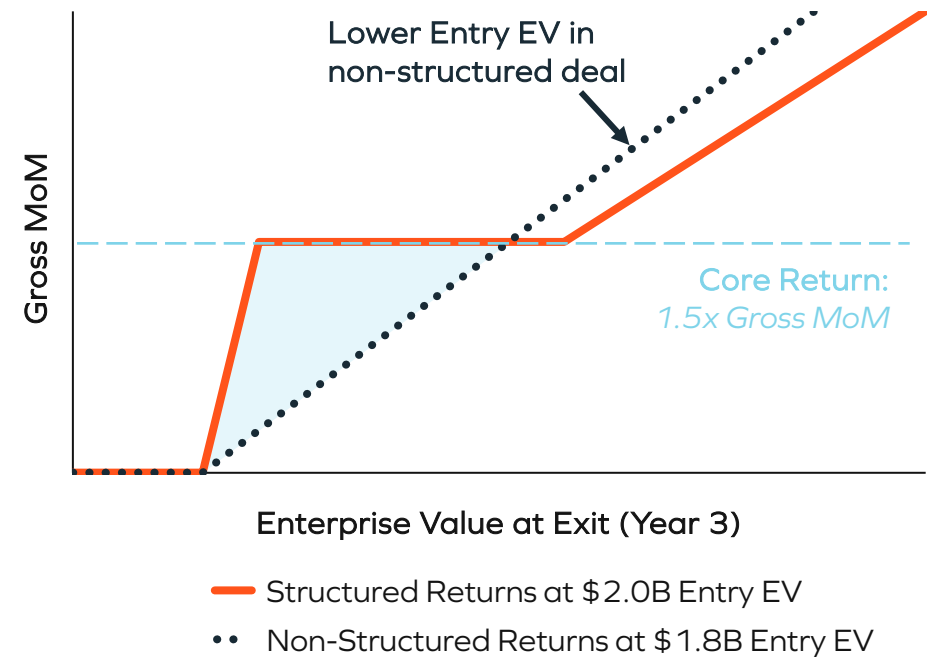 Lower Entry EV in
non-structured deal
Gross MoM
Core Return:
1.5x Gross MoM
Enterprise Value at Exit (Year 3)
Structured Returns at $2.0B Entry EV
Non-Structured Returns at $1.8B Entry EV